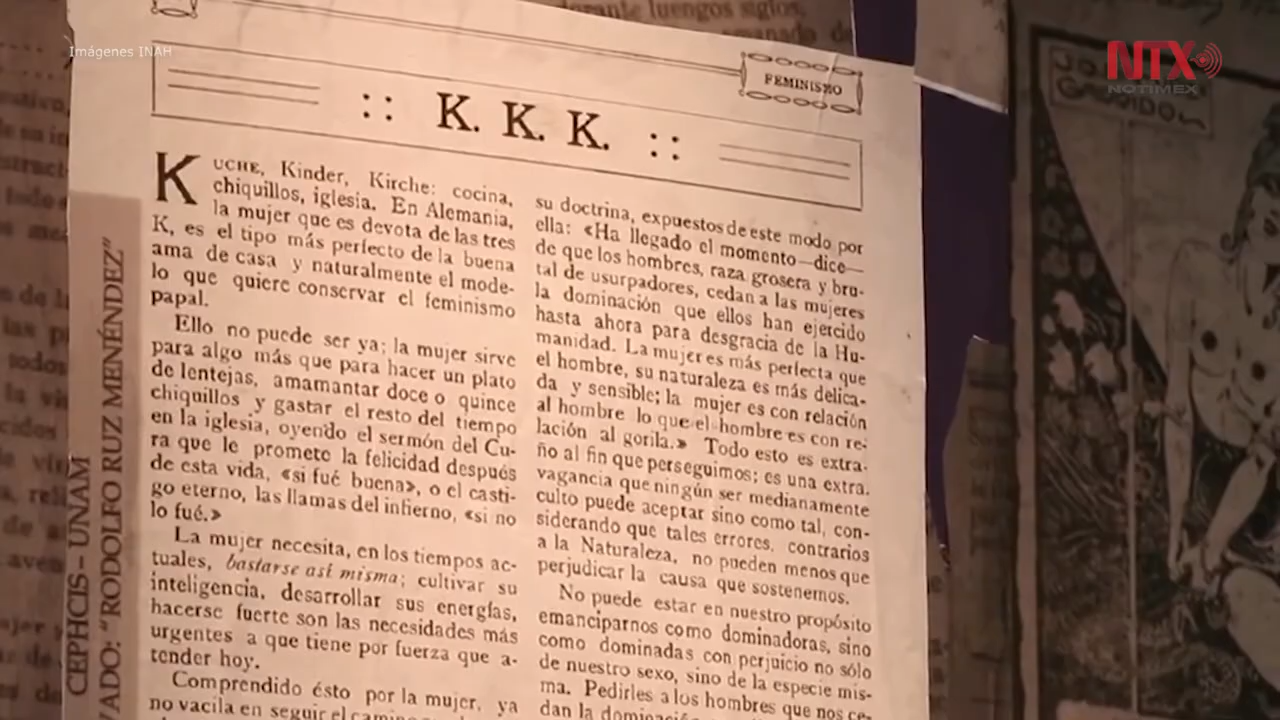 Imágenes INAH
NTX
NOTIMEX
FEMINISMO
:: K. K. K. ::
KUCHE, Kinder, Kirche: cocina,
chiquillos, iglesia. En Alemania,
la mujer que es devota de las tres
K, es el tipo más perfecto de la buena
ama de casa y naturalmente el mode-
lo que quiere conservar el feminismo
papal.
Ello no puede ser ya; la mujer sirve
para algo más que para hacer un plato
de lentejas, amamantar doce o quince
chiquillos y gastar el resto del tiempo
en la iglesia, oyendo el sermón del Cu-
ra que le promete la felicidad después
de esta vida, «si fué buena», o el casti-
go eterno, las llamas del infierno, «si no
lo fué.»
La mujer necesita, en los tiempos ac-
tuales, bastarse así misma; cultivar su
inteligencia, desarrollar sus energías,
hacerse fuerte son las necesidades más
urgentes a que tiene por fuerza que a-
tender hoy.
Comprendido ésto por la mujer, ya
no vacila en seguir el camino
su doctrina, expuestos de este modo por
ella: «Ha llegado el momento—dice—
de que los hombres, raza grosera y bru-
tal de usurpadores, cedan a las mujeres
la dominación que ellos han ejercido
hasta ahora para desgracia de la Hu-
manidad. La mujer es más perfecta que
el hombre, su naturaleza es más delica-
da y sensible; la mujer es con relación
al hombre lo que el hombre es con re-
lación al gorila.» Todo esto es extra-
ño al fin que perseguimos; es una extra-
vagancia que ningún ser medianamente
culto puede aceptar sino como tal, con-
siderando que tales errores, contrarios
a la Naturaleza, no pueden menos que
perjudicar la causa que sostenemos.
No puede estar en nuestro propósito
emanciparnos como dominadoras, sino
como dominadas con perjuicio no sólo
de nuestro sexo, sino de la especie mis-
ma. Pedirles a los hombres que nos ce-
dan la
CEPHCIS – UNAM
VADO: "RODOLFO RUZ MENÉNDEZ"
luengos siglos,